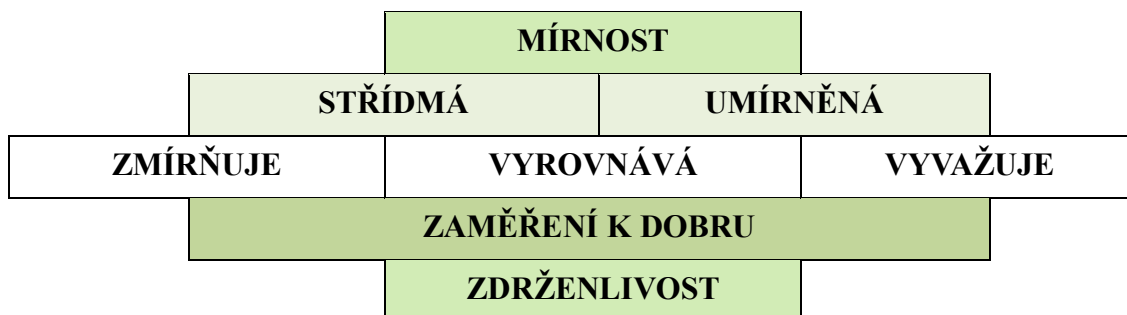 MÍRNOST
STŘÍDMÁ UMÍRNĚNÁ
ZMÍRŇUJE VYROVNÁVÁ VYVAŽUJE
ZAMĚŘENÍ K DOBRU
ZDRŽENLIVOST